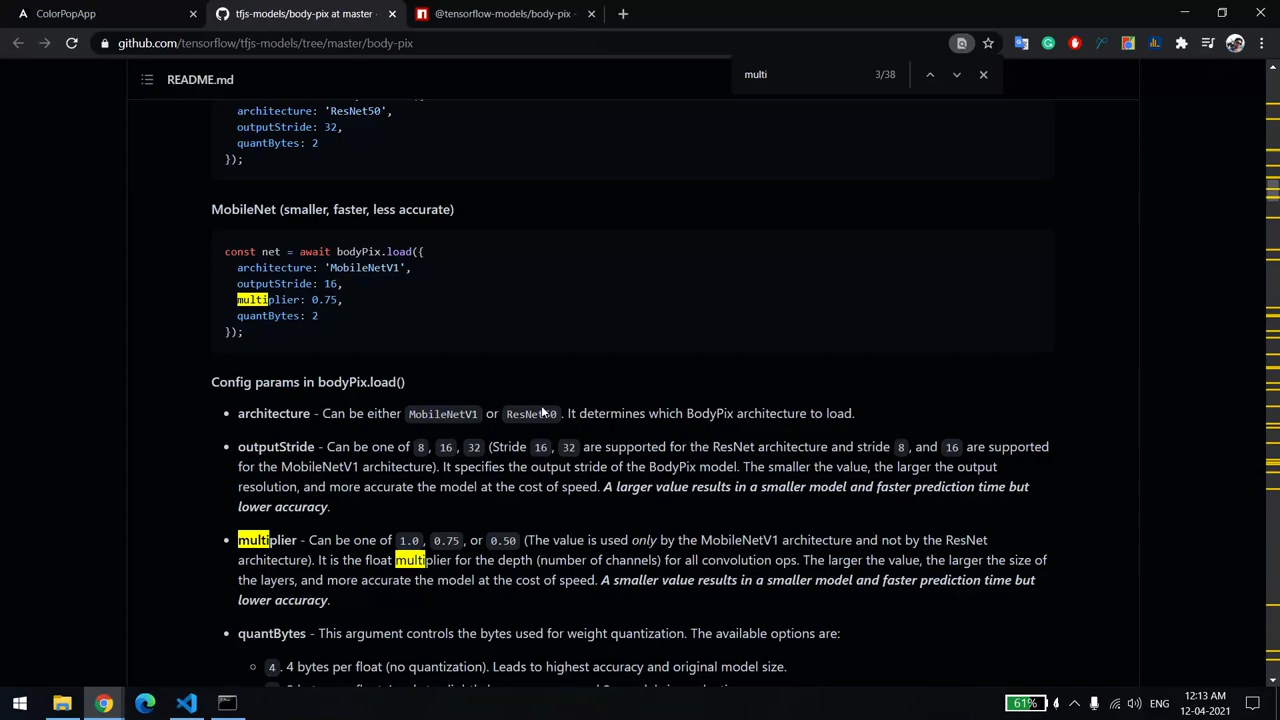 ColorPopApp
tfjs-models/body-pix at master ·
@tensorflow-models/body-pix -
github.com/tensorflow/tfjs-models/tree/master/body-pix
README.md
multi
3/38
architecture: 'ResNet50',
outputStride: 32,
quantBytes: 2
});
MobileNet (smaller, faster, less accurate)
const net = await bodyPix.load({
architecture: 'MobileNetV1',
outputStride: 16,
multiplier: 0.75,
quantBytes: 2
});
Config params in bodyPix.load()
architecture - Can be either MobileNetV1 or ResNet50. It determines which BodyPix architecture to load.
outputStride - Can be one of 8, 16, 32 (Stride 16, 32 are supported for the ResNet architecture and stride 8, and 16 are supported
for the MobileNetV1 architecture). It specifies the output stride of the BodyPix model. The smaller the value, the larger the output
resolution, and more accurate the model at the cost of speed. A larger value results in a smaller model and faster prediction time but
lower accuracy.
multiplier - Can be one of 1.0, 0.75, or 0.50 (The value is used only by the MobileNetV1 architecture and not by the ResNet
architecture). It is the float multiplier for the depth (number of channels) for all convolution ops. The larger the value, the larger the size of
the layers, and more accurate the model at the cost of speed. A smaller value results in a smaller model and faster prediction time but
lower accuracy.
quantBytes - This argument controls the bytes used for weight quantization. The available options are:
4. 4 bytes per float (no quantization). Leads to highest accuracy and original model size.
61%
ENG
12:13 AM
12-04-2021